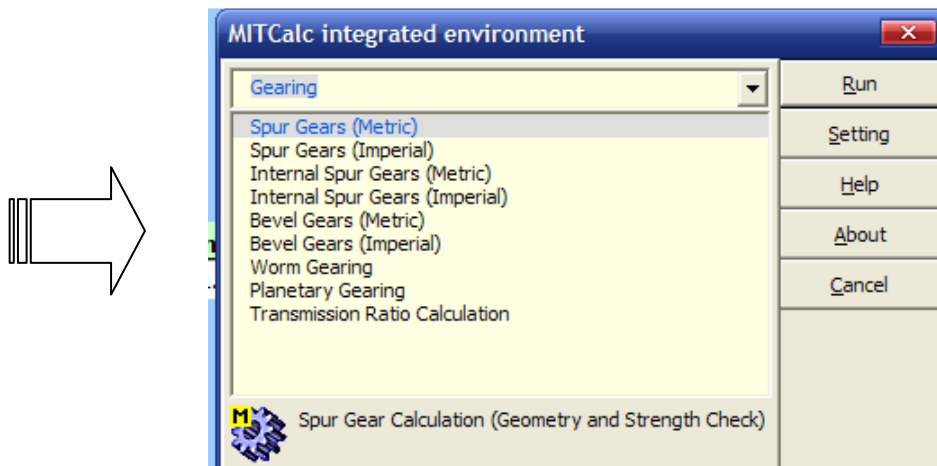 MITCalc integrated environment
Gearing
Run
Spur Gears (Metric)
Setting
Spur Gears (Imperial)
Internal Spur Gears (Metric)
Help
Internal Spur Gears (Imperial)
Bevel Gears (Metric)
About
Bevel Gears (Imperial)
Worm Gearing
Cancel
Planetary Gearing
Transmission Ratio Calculation
M
Spur Gear Calculation (Geometry and Strength Check)